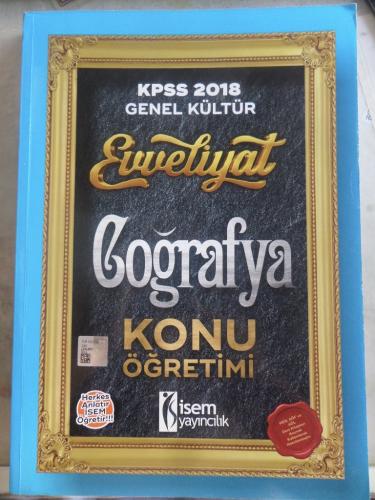 KPSS 2018
GENEL KÜLTÜR
Evveliyat
Coğrafya
KONU
ÖĞRETİMİ
Herkes
Anlatır
İSEM
Öğretir!!!
isem
yayıncılık